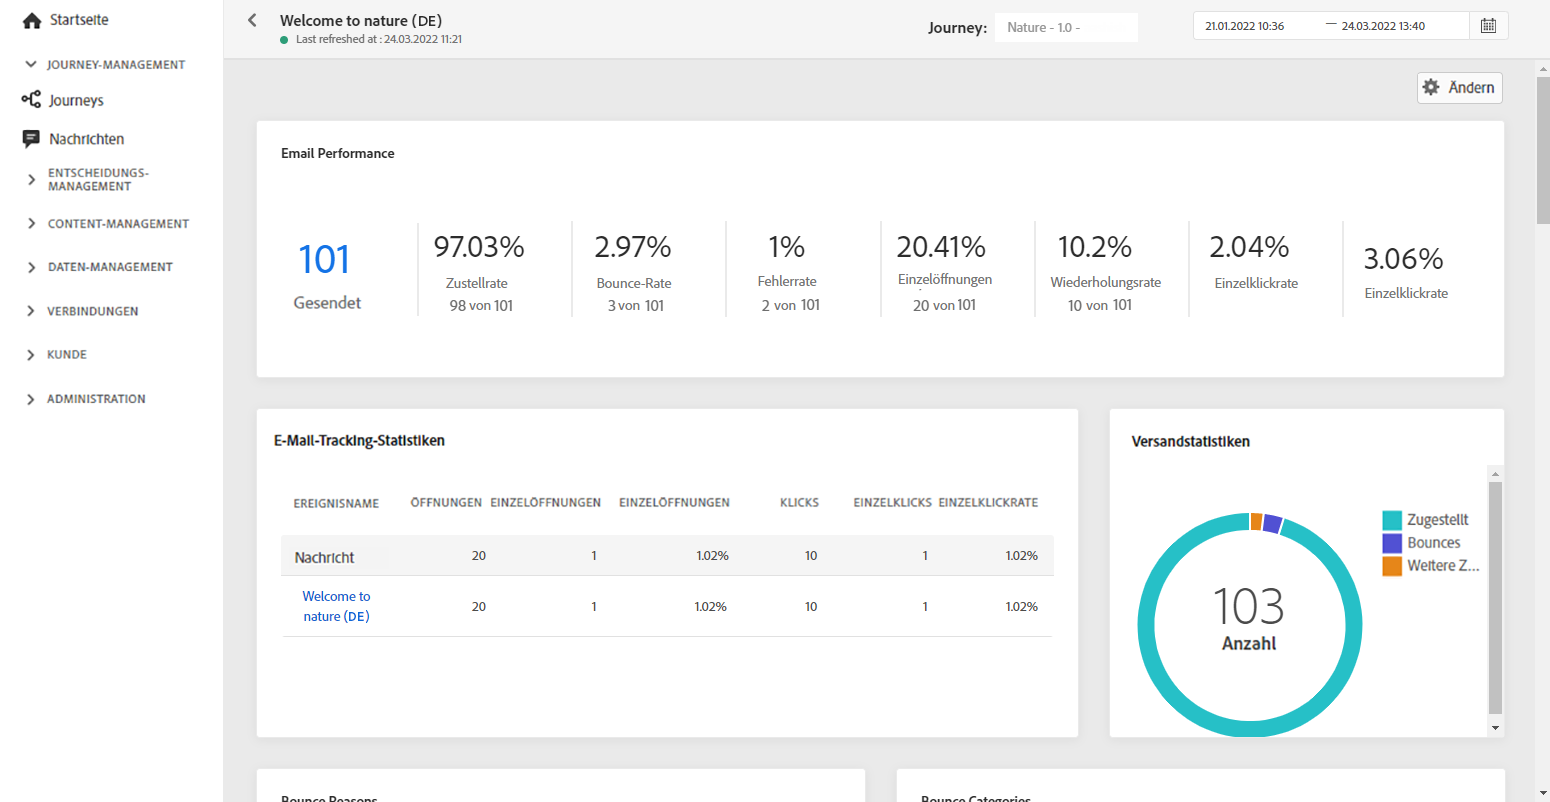 Startseite
JOURNEY-MANAGEMENT
Journeys
Nachrichten
ENTSCHEIDUNGS-
MANAGEMENT
CONTENT-MANAGEMENT
DATEN-MANAGEMENT
VERBINDUNGEN
KUNDE
ADMINISTRATION
Welcome to nature (DE)
Last refreshed at : 24.03.2022 11:21
Journey: Nature - 1.0 -
21.01.2022 10:36 — 24.03.2022 13:40
Ändern
Email Performance
101
Gesendet
97.03%
Zustellrate
98 von 101
2.97%
Bounce-Rate
3 von 101
1%
Fehlerrate
2 von 101
20.41%
Einzelöffnungen
20 von 101
10.2%
Wiederholungsrate
10 von 101
2.04%
Einzelklickrate
3.06%
Einzelklickrate
E-Mail-Tracking-Statistiken
EREIGNISNAME ÖFFNUNGEN EINZELÖFFNUNGEN EINZELÖFFNUNGEN KLICKS EINZELKLICKS EINZELKLICKRATE
Nachricht 20 1 1.02% 10 1 1.02%
Welcome to
nature (DE) 20 1 1.02% 10 1 1.02%
Versandstatistiken
103
Anzahl
Zugestellt
Bounces
Weitere Z...
Bounce Reasons
Bounce Categories